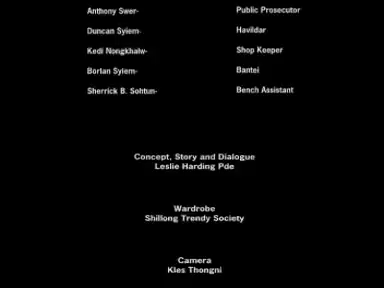 Anthony Swer- Public Prosecutor
Duncan Syiem- Havildar
Kedi Nongkhalw- Shop Keeper
Borlan Syiem- Bantei
Sherrick B. Sohtun- Bench Assistant
Concept, Story and Dialogue
Leslie Harding Pde
Wardrobe
Shillong Trendy Society
Camera
Kles Thongni